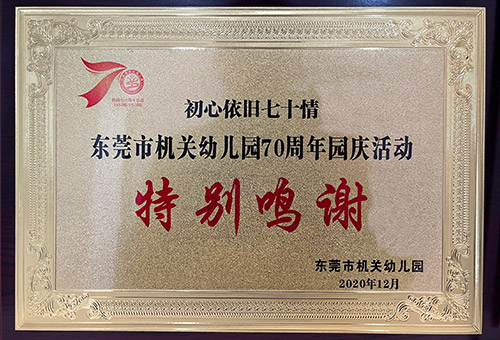 初心依旧七十情
东莞市机关幼儿园70周年园庆活动
特别鸣谢
东莞市机关幼儿园
2020年12月